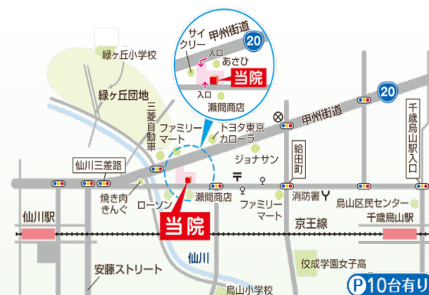 サイ
クリー
入口
甲州街道
20
あさひ
当院
入口
瀬間商店
緑ヶ丘小学校
緑ヶ丘団地
三菱自動車
ファミリー
マート
トヨタ東京
カローラ
甲州街道
20
ジョナサン
給田町
千歳烏山駅入口
仙川三差路
焼き肉
きんぐ
ローソン
瀬間商店
当院
ファミリー
マート
消防署
烏山区民センター
千歳烏山駅
仙川駅
京王線
安藤ストリート
仙川
烏山小学校
佼成学園女子高
P10台有り